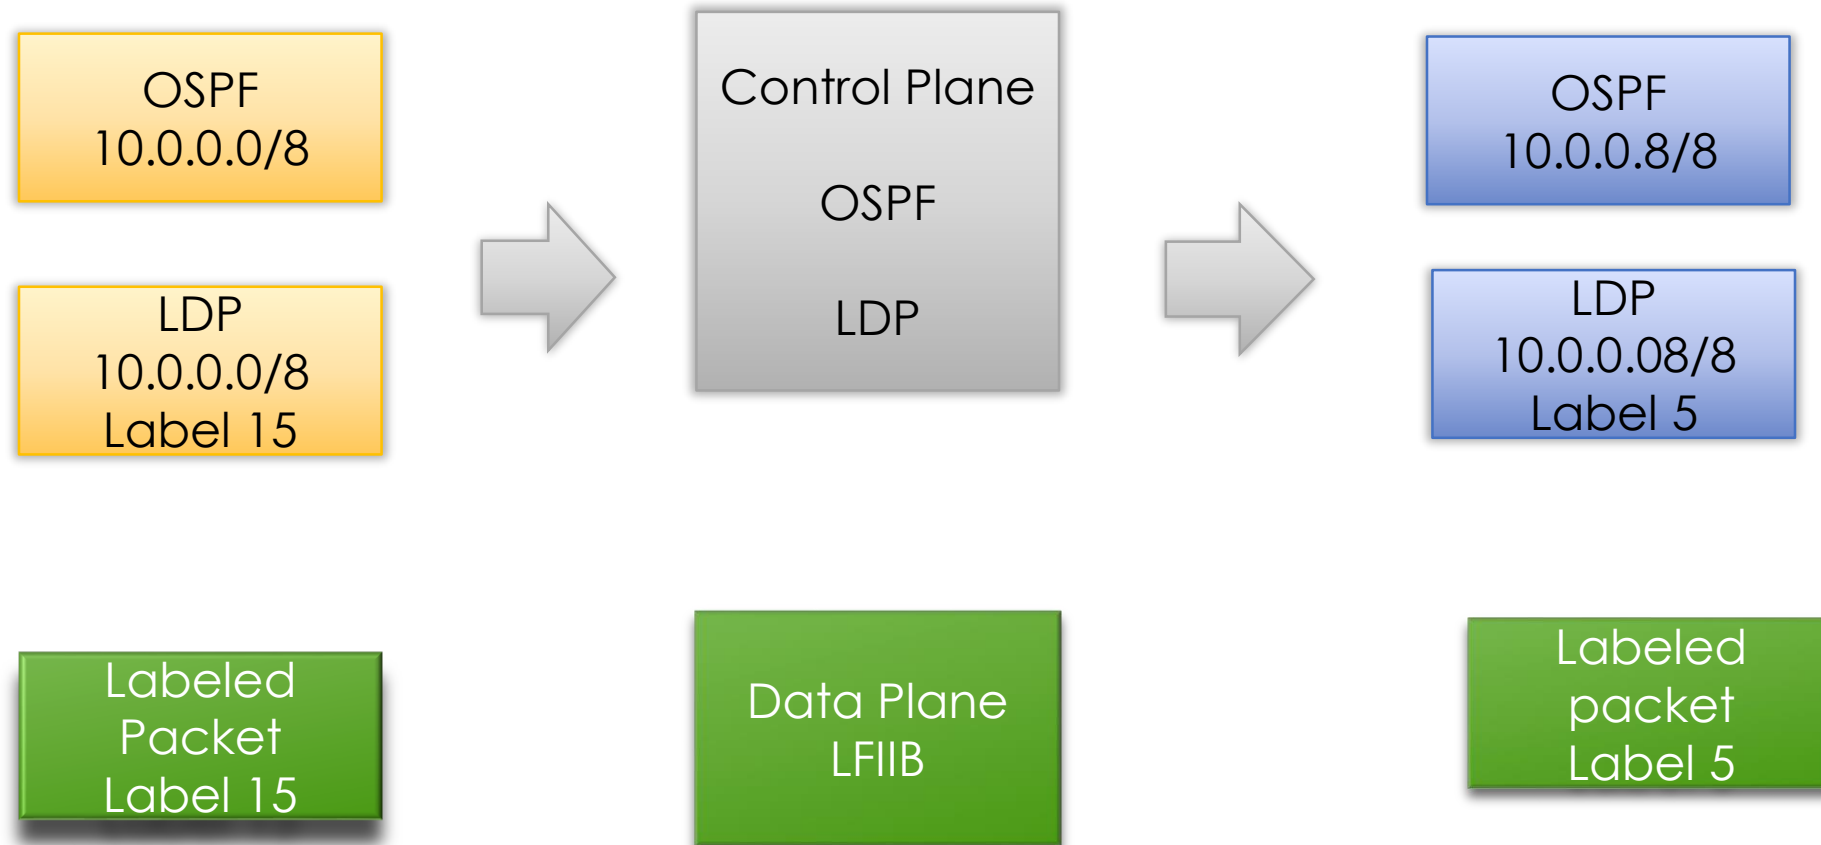 OSPF
10.0.0.0/8
LDP
10.0.0.0/8
Label 15
Control Plane
OSPF
LDP
OSPF
10.0.0.8/8
LDP
10.0.0.08/8
Label 5
Labeled
Packet
Label 15
Data Plane
LFIIB
Labeled
packet
Label 5